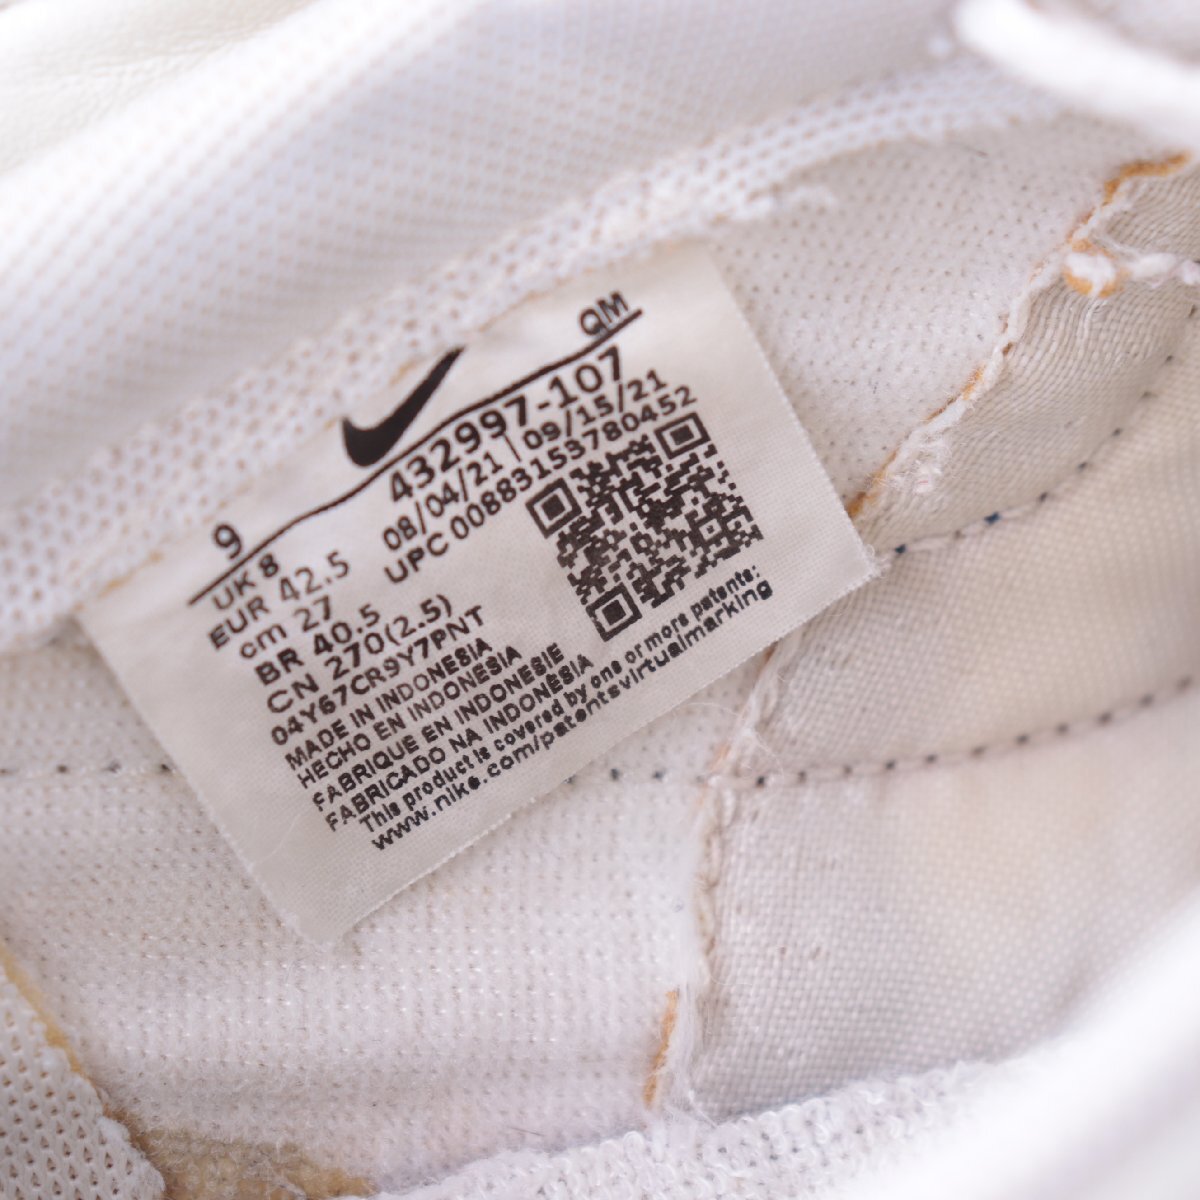 9
QM
UK 8
EUR 42.5
cm 27
BR 40.5
CN 270(2.5)
04Y67CR9Y7PNT
432997-107
08/04/21 | 09/15/21
UPC 00883153780452
MADE IN INDONESIA
HECHO EN INDONESIA
FABRIQUE EN INDONESIE
FABRICADO NA INDONÉSIA
This product is covered by one or more patents:
www.nike.com/patentsvirtualmarking